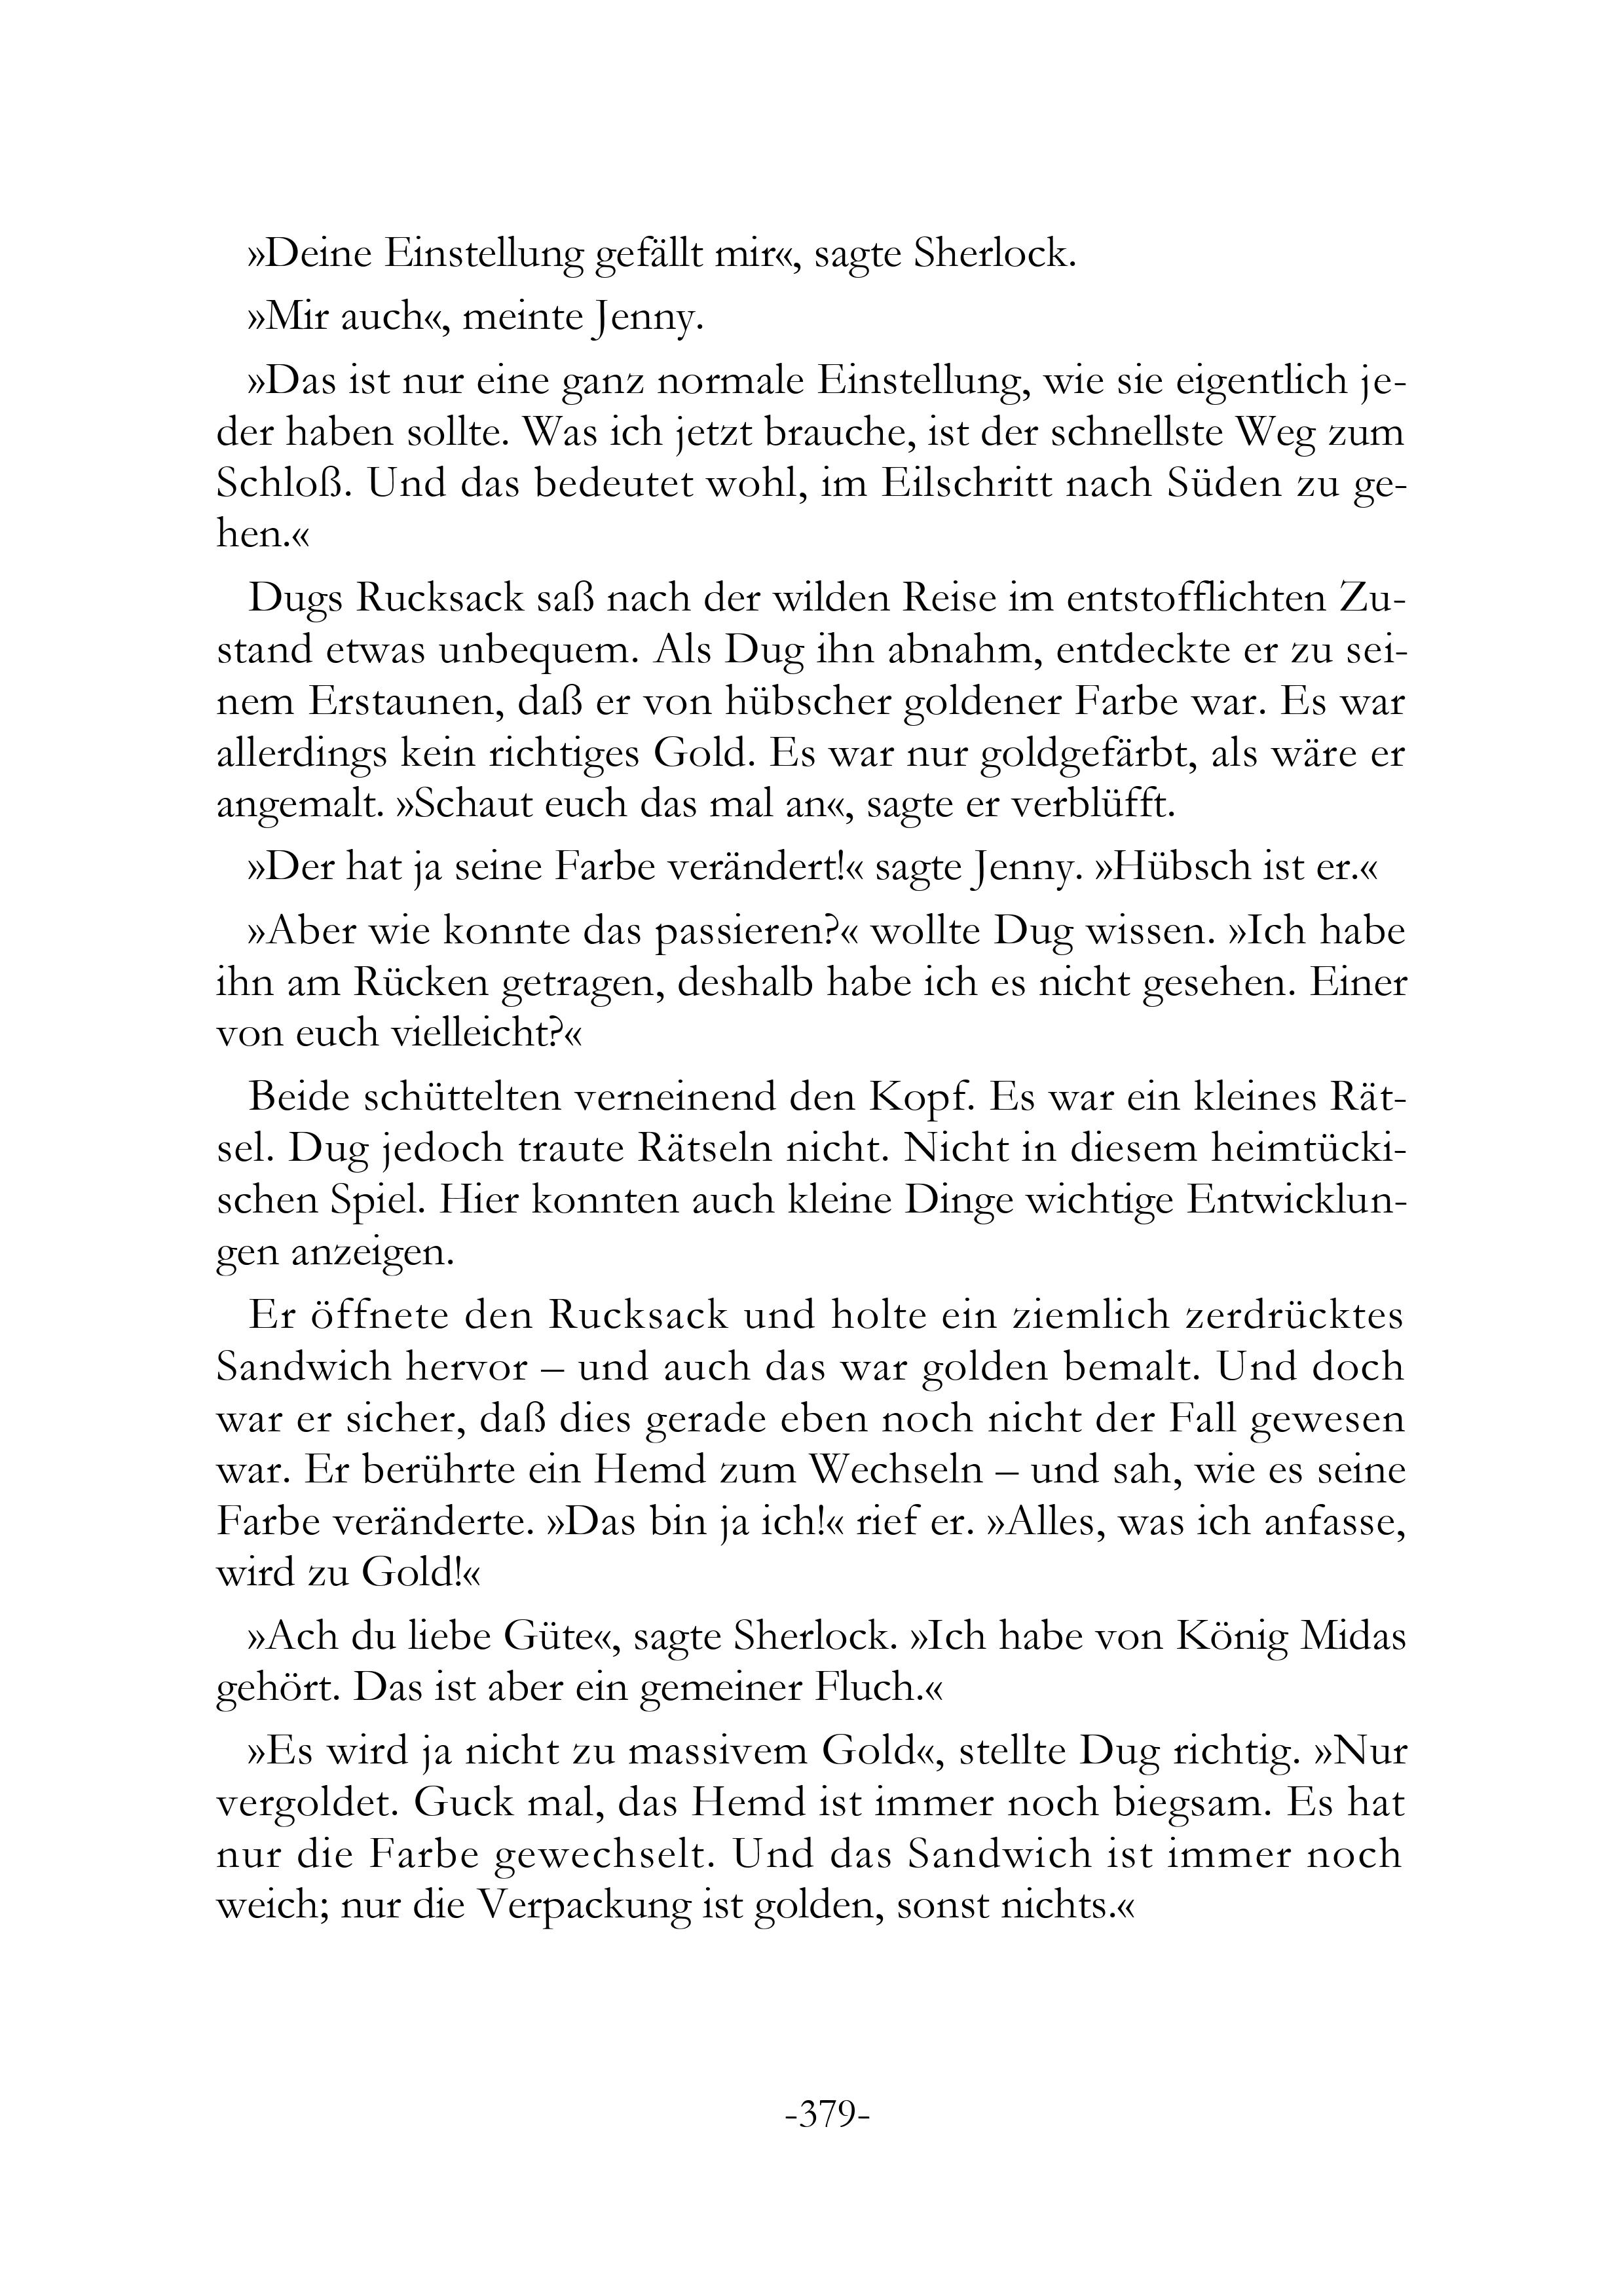 »Deine Einstellung gefällt mir«, sagte Sherlock.
»Mir auch«, meinte Jenny.
»Das ist nur eine ganz normale Einstellung, wie sie eigentlich je-
der haben sollte. Was ich jetzt brauche, ist der schnellste Weg zum
Schloß. Und das bedeutet wohl, im Eilschritt nach Süden zu ge-
hen.«
Dugs Rucksack saß nach der wilden Reise im entstofflichten Zu-
stand etwas unbequem. Als Dug ihn abnahm, entdeckte er zu sei-
nem Erstaunen, daß er von hübscher goldener Farbe war. Es war
allerdings kein richtiges Gold. Es war nur goldgefärbt, als wäre er
angemalt. »Schaut euch das mal an«, sagte er verblüfft.
»Der hat ja seine Farbe verändert!« sagte Jenny. »Hübsch ist er.«
»Aber wie konnte das passieren?« wollte Dug wissen. »Ich habe
ihn am Rücken getragen, deshalb habe ich es nicht gesehen. Einer
von euch vielleicht?«
Beide schüttelten verneinend den Kopf. Es war ein kleines Rät-
sel. Dug jedoch traute Rätseln nicht. Nicht in diesem heimtücki-
schen Spiel. Hier konnten auch kleine Dinge wichtige Entwicklun-
gen anzeigen.
Er öffnete den Rucksack und holte ein ziemlich zerdrücktes
Sandwich hervor – und auch das war golden bemalt. Und doch
war er sicher, daß dies gerade eben noch nicht der Fall gewesen
war. Er berührte ein Hemd zum Wechseln – und sah, wie es seine
Farbe veränderte. »Das bin ja ich!« rief er. »Alles, was ich anfasse,
wird zu Gold!«
»Ach du liebe Güte«, sagte Sherlock. »Ich habe von König Midas
gehört. Das ist aber ein gemeiner Fluch.«
»Es wird ja nicht zu massivem Gold«, stellte Dug richtig. »Nur
vergoldet. Guck mal, das Hemd ist immer noch biegsam. Es hat
nur die Farbe gewechselt. Und das Sandwich ist immer noch
weich; nur die Verpackung ist golden, sonst nichts.«
-379-